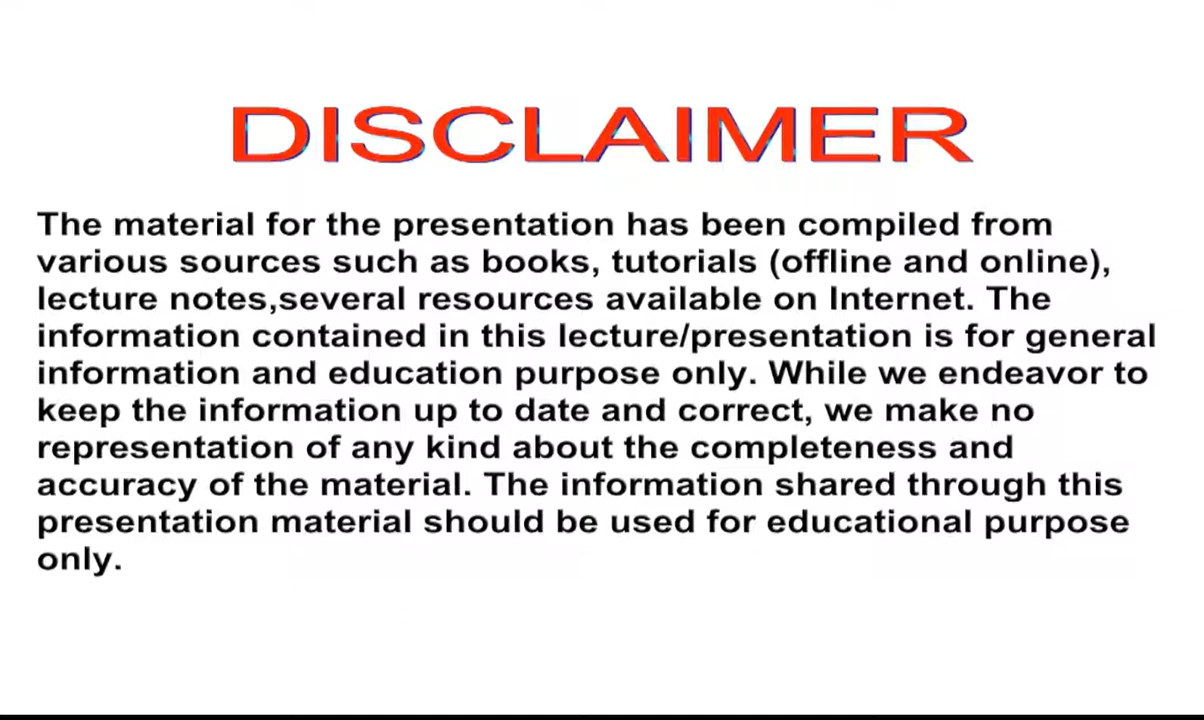 DISCLAIMER
The material for the presentation has been compiled from
various sources such as books, tutorials (offline and online),
lecture notes,several resources available on Internet. The
information contained in this lecture/presentation is for general
information and education purpose only. While we endeavor to
keep the information up to date and correct, we make no
representation of any kind about the completeness and
accuracy of the material. The information shared through this
presentation material should be used for educational purpose
only.